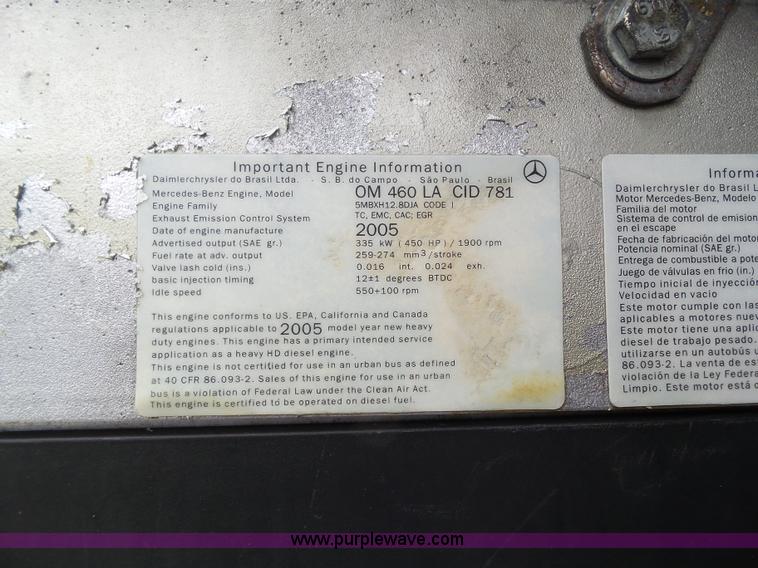 Important Engine Information
Daimlerchrysler do Brasil Ltda. - S. B. do Campo - São Paulo - Brasil
Mercedes-Benz Engine, Model OM 460 LA CID 781
Engine Family 5MBXH12.8DJA CODE I
Exhaust Emission Control System TC, EMC, CAC; EGR
Date of engine manufacture 2005
Advertised output (SAE gr.) 335 kW (450 HP) / 1900 rpm
Fuel rate at adv. output 259-274 mm³/stroke
Valve lash cold (ins.) 0.016 int. 0.024 exh.
basic injection timing 12±1 degrees BTDC
Idle speed 550+100 rpm
This engine conforms to US. EPA, California and Canada
regulations applicable to 2005 model year new heavy
duty engines. This engine has a primary intended service
application as a heavy HD diesel engine.
This engine is not certified for use in an urban bus as defined
at 40 CFR 86.093-2. Sales of this engine for use in an urban
bus is a violation of Federal Law under the Clean Air Act.
This engine is certified to be operated on diesel fuel.
Informa
Daimlerchrysler do Brasil L
Motor Mercedes-Benz, Modelo
Familia del motor
Sistema de control de emision
en el escape
Fecha de fabricación del motor
Potencia nominal (SAE gr.)
Entrega de combustible a pote
Juego de válvulas en frio (in.)
Tiempo inicial de inyecció
Velocidad en vacio
Este motor cumple con las
aplicables a motores nuev
Este motor tiene una aplic
diesel de trabajo pesado.
utilizarse en un autobús u
86.093-2. La venta de est
violación de la Ley Federa
Limpio. Este motor está c
www.purplewave.com